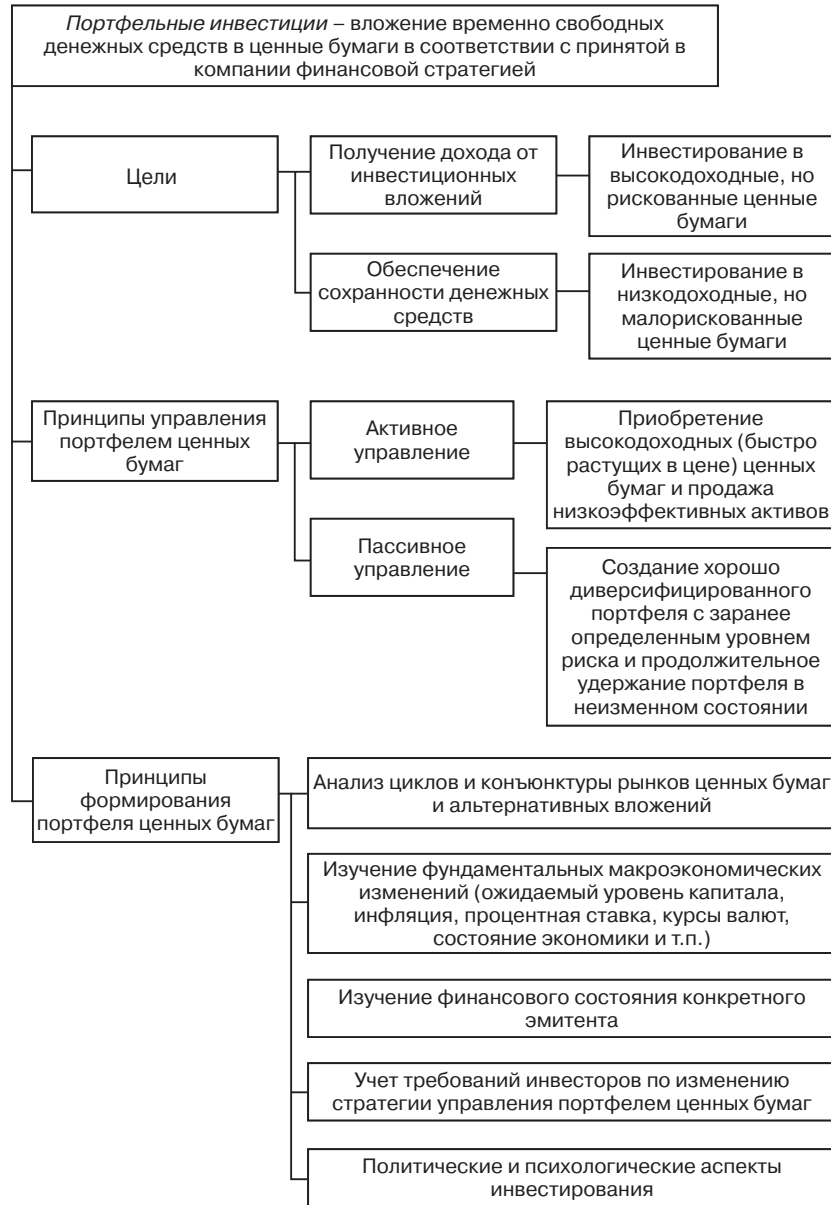 Портфельные инвестиции – вложение временно свободных
денежных средств в ценные бумаги в соответствии с принятой в
компании финансовой стратегией
Цели
Получение дохода от
инвестиционных
вложений
Инвестирование в
высокодоходные, но
рискованные ценные
бумаги
Обеспечение
сохранности денежных
средств
Инвестирование в
низкодоходные, но
малорискованные
ценные бумаги
Принципы управления
портфелем ценных
бумаг
Активное
управление
Приобретение
высокодоходных (быстро
растущих в цене) ценных
бумаг и продажа
низкоэффективных активов
Пассивное
управление
Создание хорошо
диверсифицированного
портфеля с заранее
определенным уровнем
риска и продолжительное
удержание портфеля в
неизменном состоянии
Принципы
формирования
портфеля ценных бумаг
Анализ циклов и конъюнктуры рынков ценных бумаг
и альтернативных вложений
Изучение фундаментальных макроэкономических
изменений (ожидаемый уровень капитала,
инфляция, процентная ставка, курсы валют,
состояние экономики и т.п.)
Изучение финансового состояния конкретного
эмитента
Учет требований инвесторов по изменению
стратегии управления портфелем ценных бумаг
Политические и психологические аспекты
инвестирования